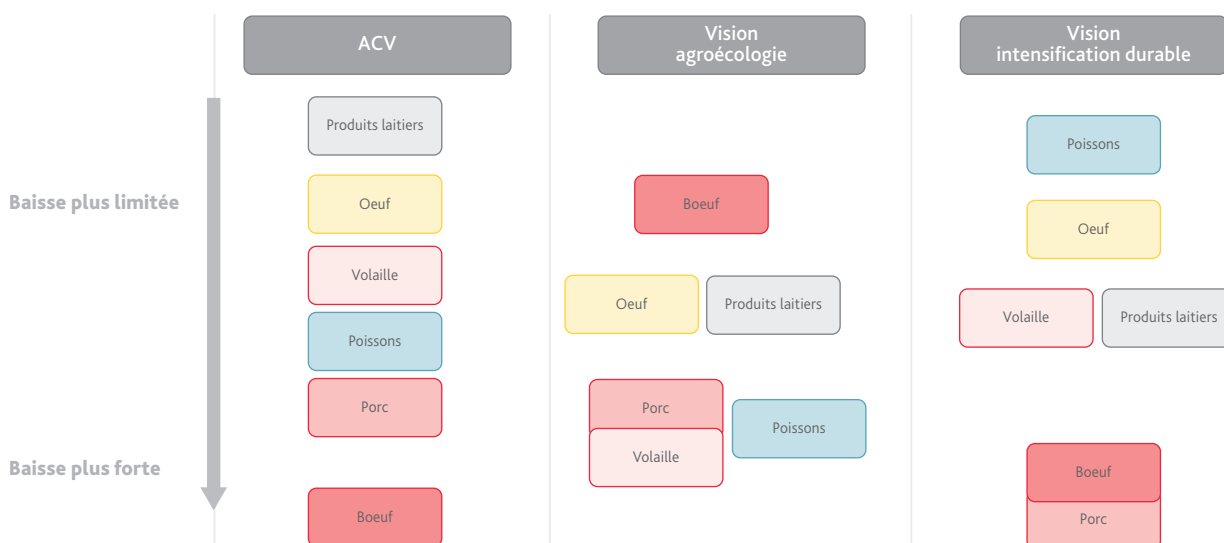 ACV
Vision
agroécologie
Vision
intensification durable
Baisse plus limitée
Baisse plus forte
Produits laitiers
Oeuf
Volaille
Poissons
Porc
Boeuf
Boeuf
Oeuf
Produits laitiers
Porc
Volaille
Poissons
Poissons
Oeuf
Volaille
Produits laitiers
Boeuf
Porc